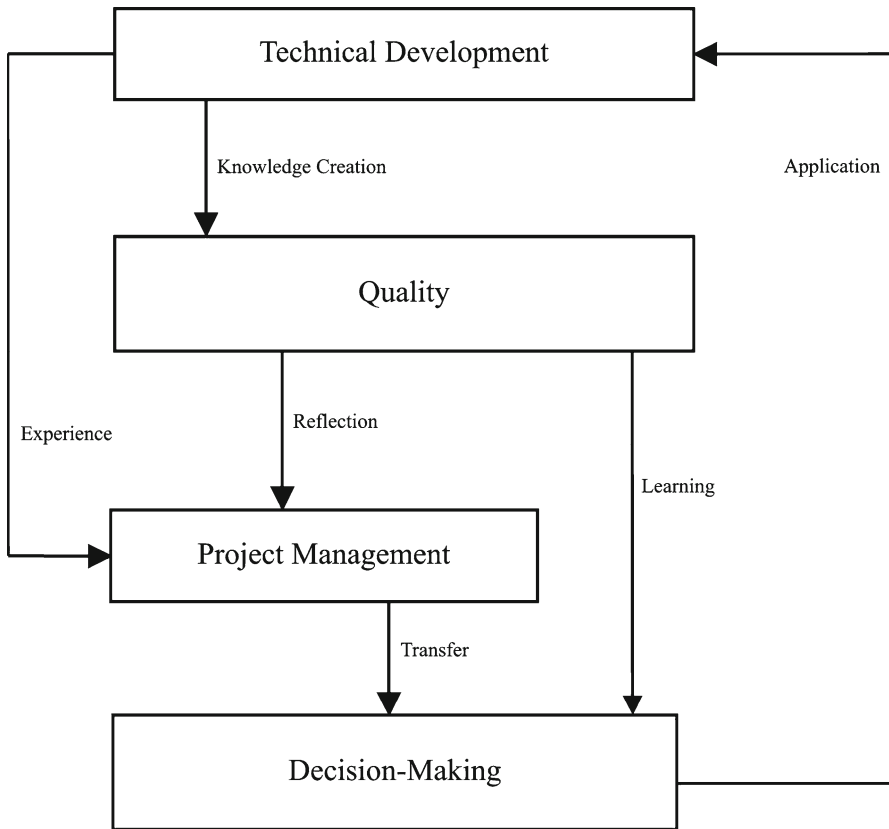 Technical Development
Knowledge Creation
Application
Quality
Reflection
Experience
Learning
Project Management
Transfer
Decision-Making